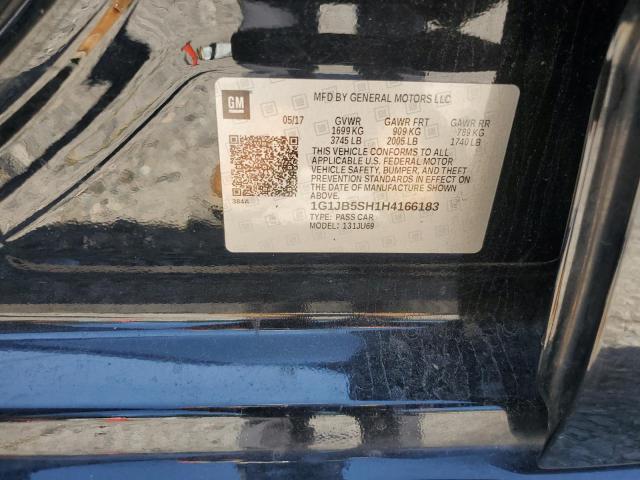 GM
MFD BY GENERAL MOTORS LLC
05/17 GVWR GAWR FRT GAWR RR
1699 KG 909 KG 789 KG
3745 LB 2005 LB 1740 LB
THIS VEHICLE CONFORMS TO ALL
APPLICABLE U.S. FEDERAL MOTOR
VEHICLE SAFETY, BUMPER, AND THEFT
PREVENTION STANDARDS IN EFFECT ON
THE DATE OF MANUFACTURE SHOWN
ABOVE.
384A
1G1JB5SH1H4166183
TYPE: PASS CAR
MODEL: 131JU69